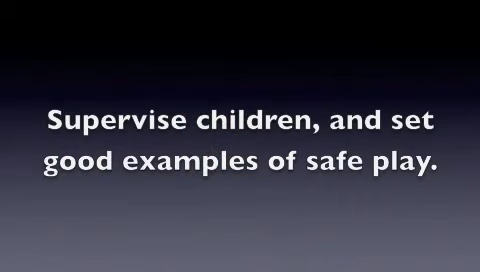 Supervise children, and set
good examples of safe play.